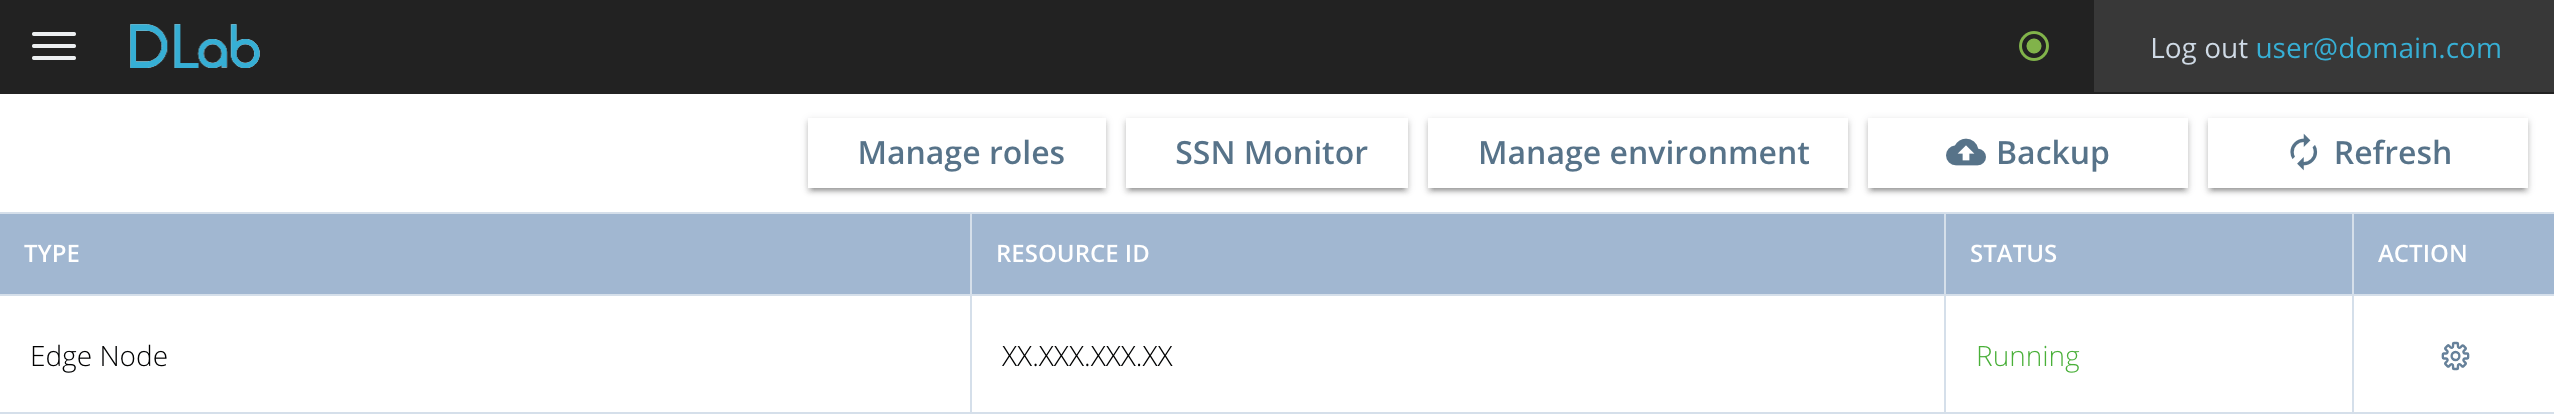 DLab
Log out user@domain.com
Manage roles SSN Monitor Manage environment Backup Refresh
TYPE RESOURCE ID STATUS ACTION
Edge Node XX.XXX.XXX.XX Running